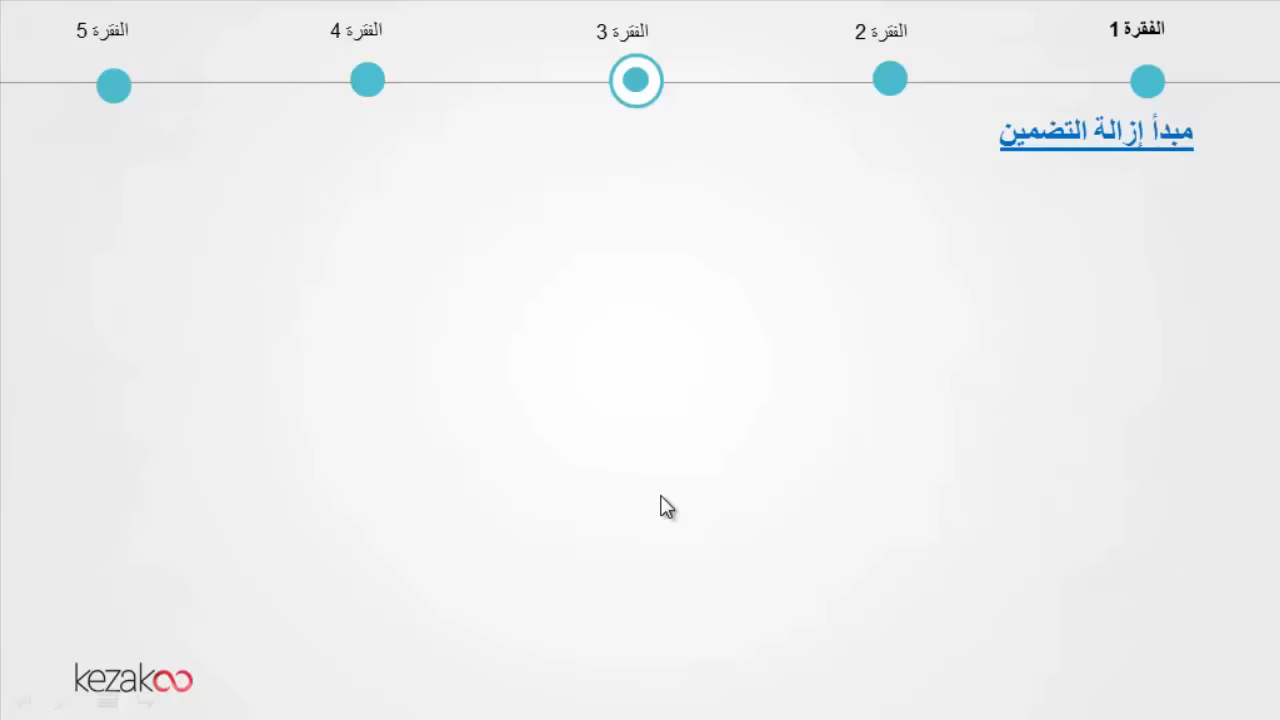 الفقرة 1
الفقرة 2
الفقرة 3
الفقرة 4
الفقرة 5
مبدأ إزالة التضمين
kezakoo